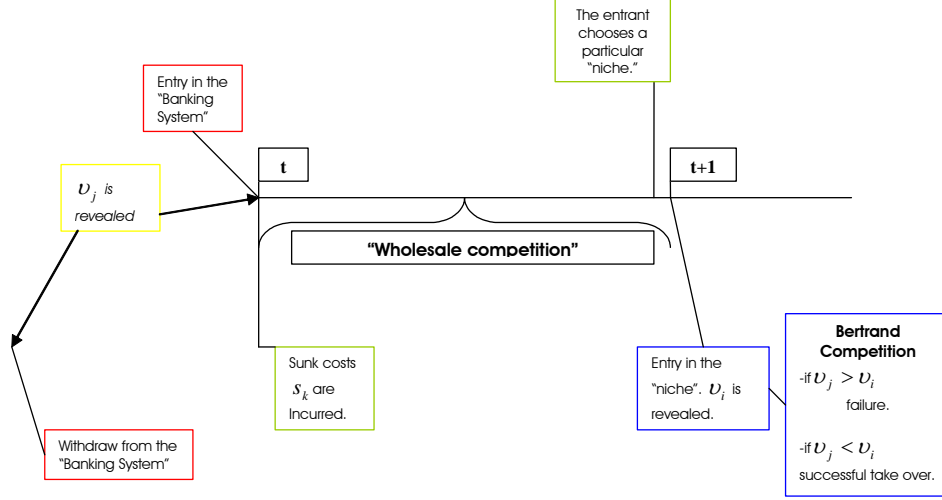 The entrant
chooses a
particular
“niche.”
Entry in the
“Banking
System”
t
t+1
υj is
revealed
“Wholesale competition”
Sunk costs
sk are
Incurred.
Entry in the
“niche”. υi is
revealed.
Bertrand
Competition
-if υj > υi
failure.
-if υj < υi
successful take over.
Withdraw from the
“Banking System”